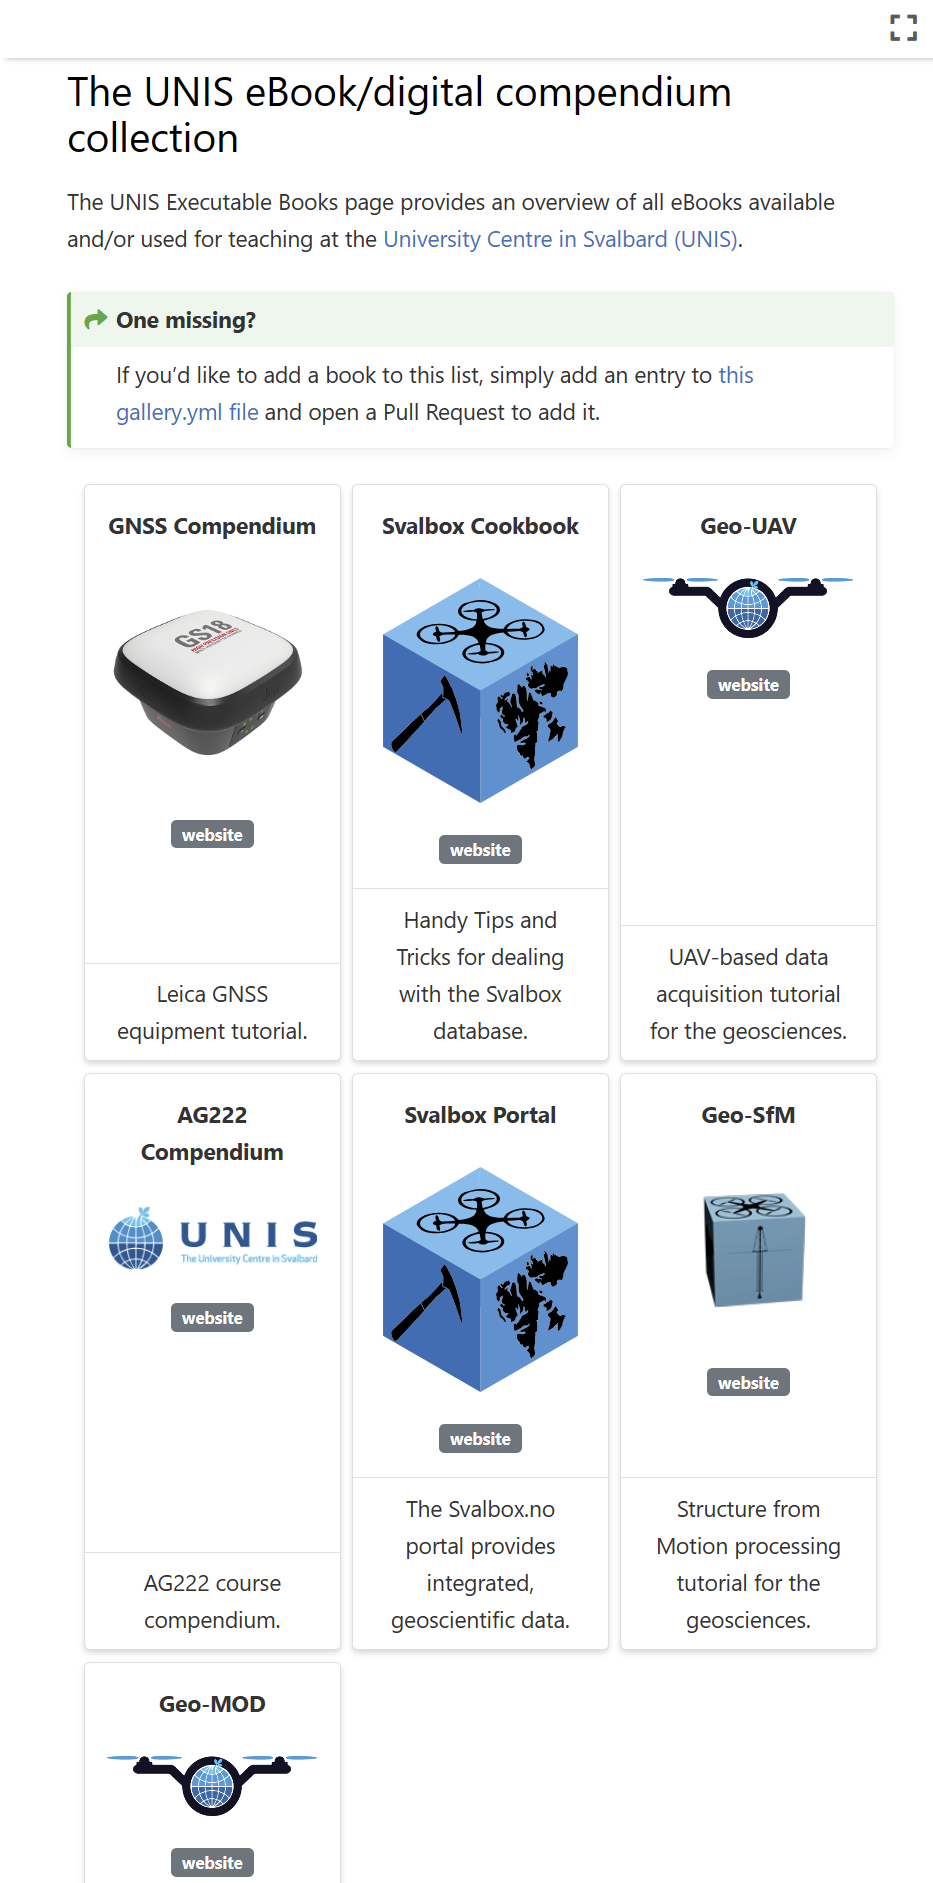 The UNIS eBook/digital compendium
collection
The UNIS Executable Books page provides an overview of all eBooks available
and/or used for teaching at the University Centre in Svalbard (UNIS).
One missing?
If you’d like to add a book to this list, simply add an entry to this
gallery.yml file and open a Pull Request to add it.
GNSS Compendium
GS18
website
Leica GNSS
equipment tutorial.
Svalbox Cookbook
website
Handy Tips and
Tricks for dealing
with the Svalbox
database.
Geo-UAV
website
UAV-based data
acquisition tutorial
for the geosciences.
AG222
Compendium
UNIS
The University Centre in Svalbard
website
AG222 course
compendium.
Svalbox Portal
website
The Svalbox.no
portal provides
integrated,
geoscientific data.
Geo-SfM
website
Structure from
Motion processing
tutorial for the
geosciences.
Geo-MOD
website